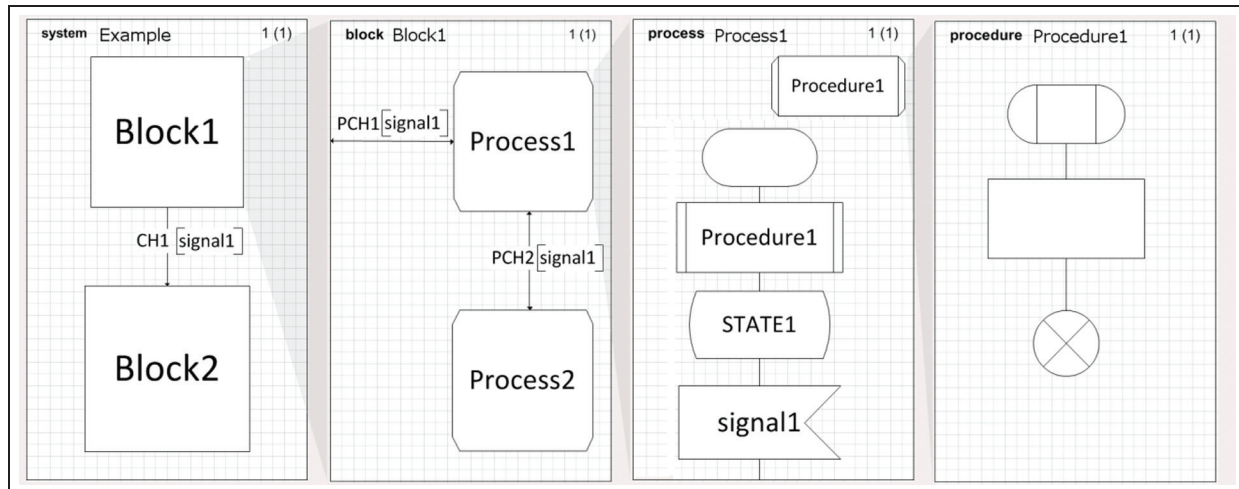 system Example 1 (1)
Block1
CH1 [signal1]
Block2
block Block1 1 (1)
PCH1 [signal1]
Process1
PCH2 [signal1]
Process2
process Process1 1 (1)
Procedure1
Procedure1
STATE1
signal1
procedure Procedure1 1 (1)